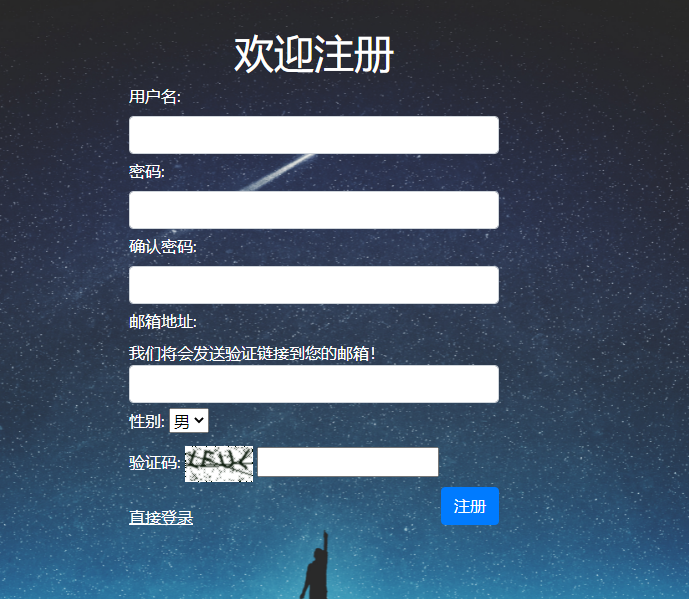 欢迎注册
用户名:
密码:
确认密码:
邮箱地址:
我们将会发送验证链接到您的邮箱!
性别: 男
验证码:
直接登录 注册